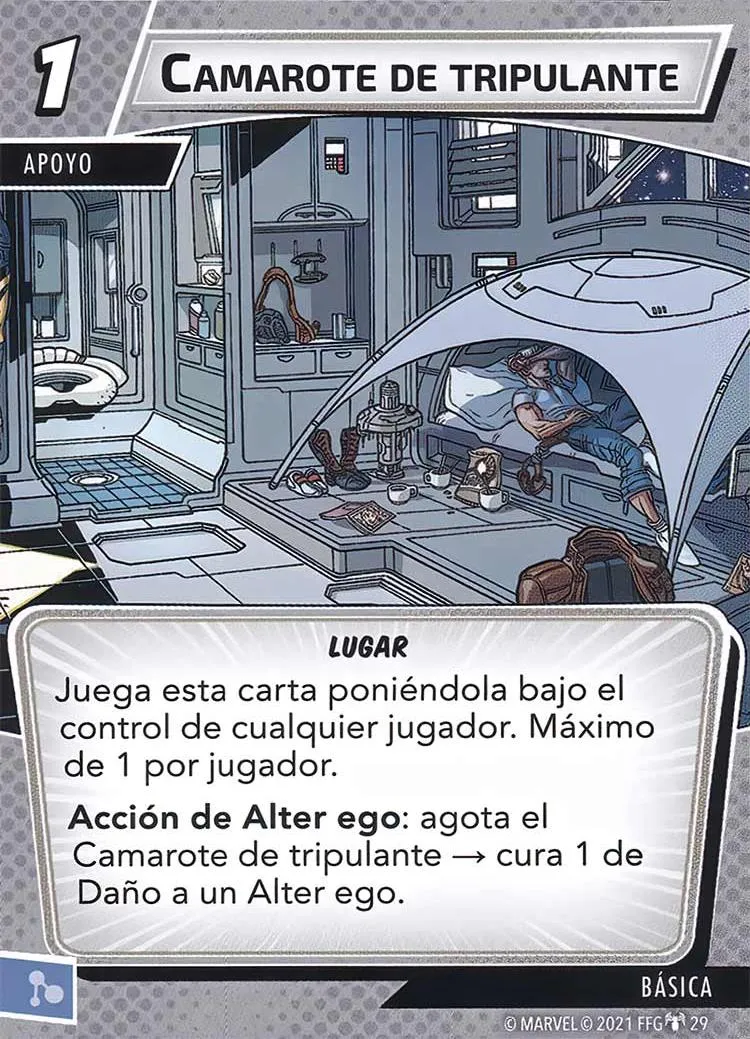 1
CAMAROTE DE TRIPULANTE
APOYO
LUGAR
Juega esta carta poniéndola bajo el
control de cualquier jugador. Máximo
de 1 por jugador.
Acción de Alter ego: agota el
Camarote de tripulante → cura 1 de
Daño a un Alter ego.
BÁSICA
© MARVEL © 2021 FFG 29